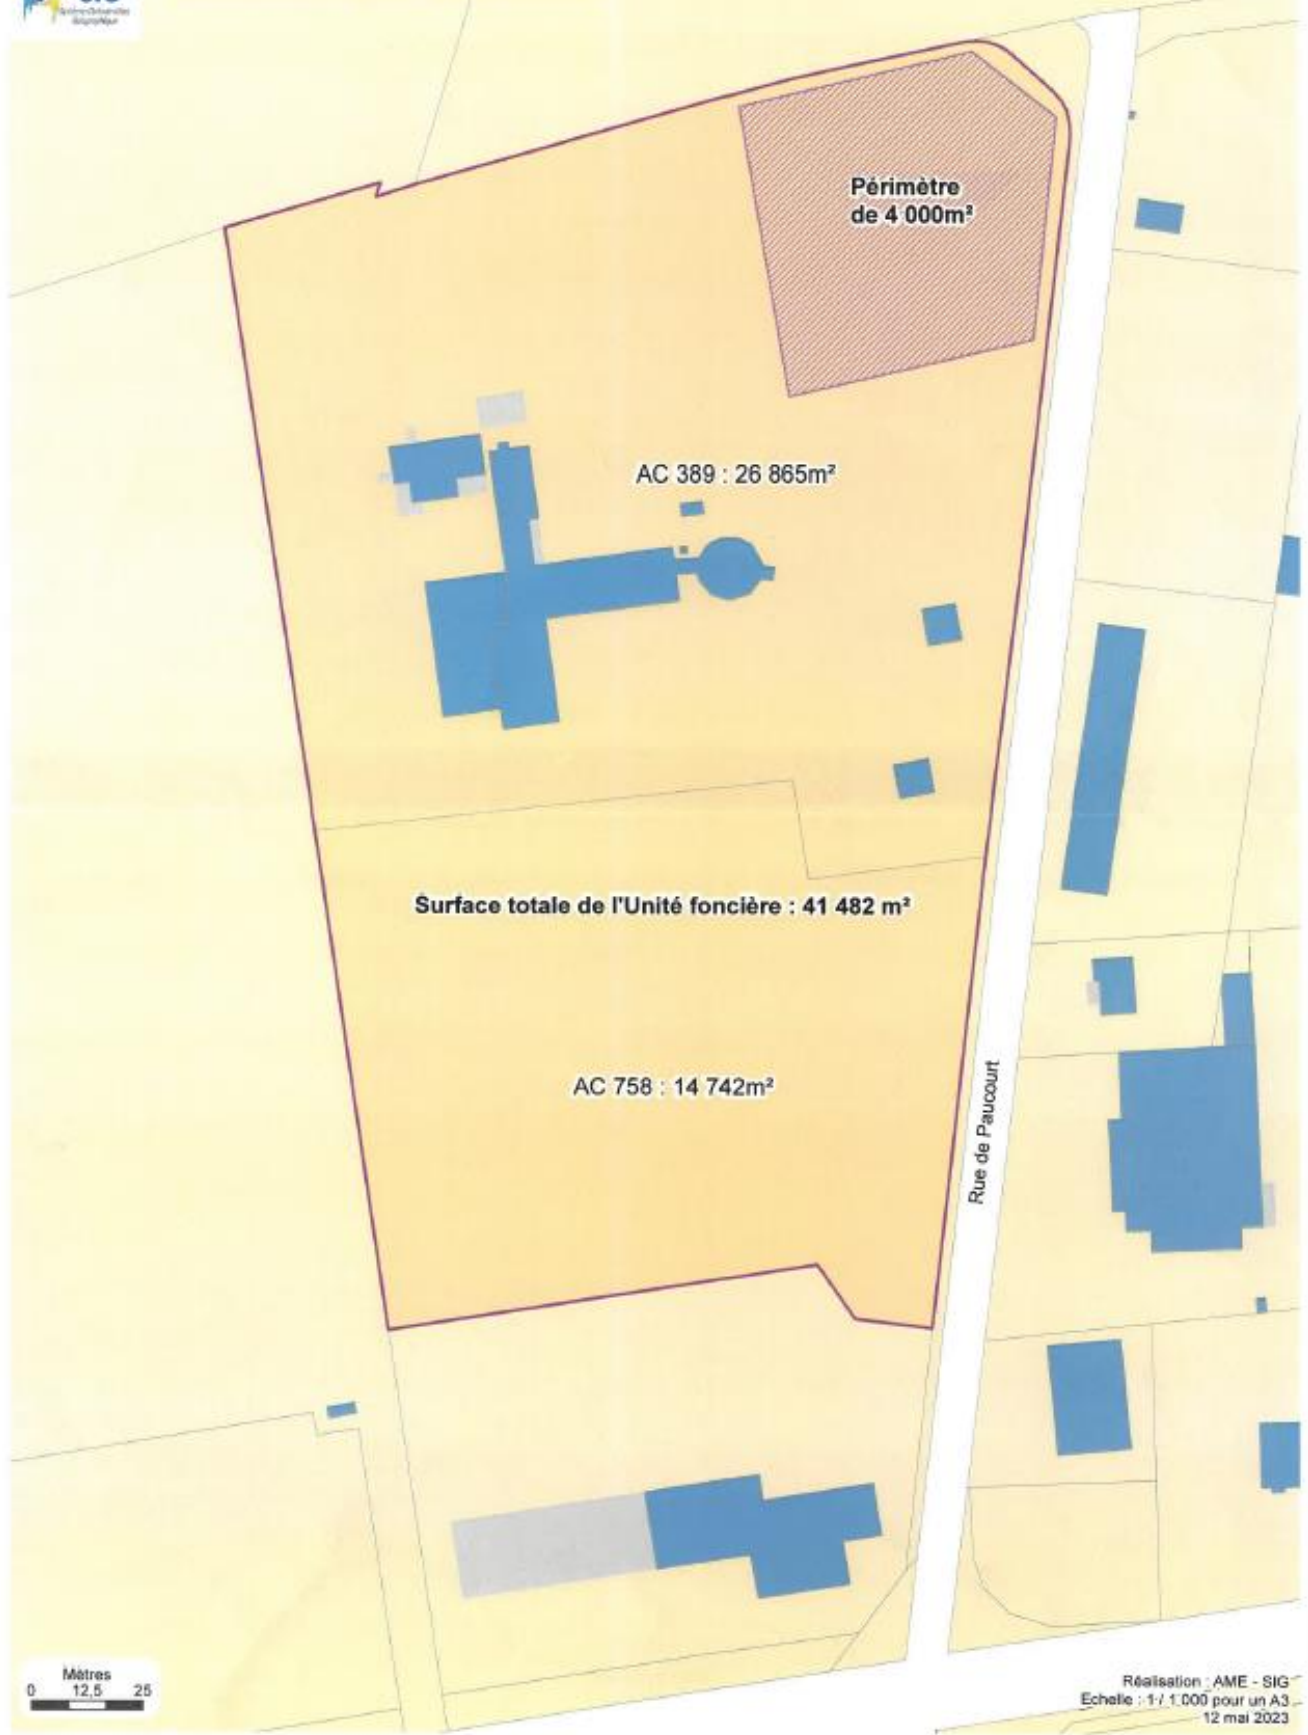 Périmètre
de 4 000m²
AC 389 : 26 865m²
Surface totale de l'Unité foncière : 41 482 m²
AC 758 : 14 742m²
Rue de Paucourt
Mètres
0 12,5 25
Réalisation : AME - SIG
Echelle : 1 / 1 000 pour un A3
12 mai 2023